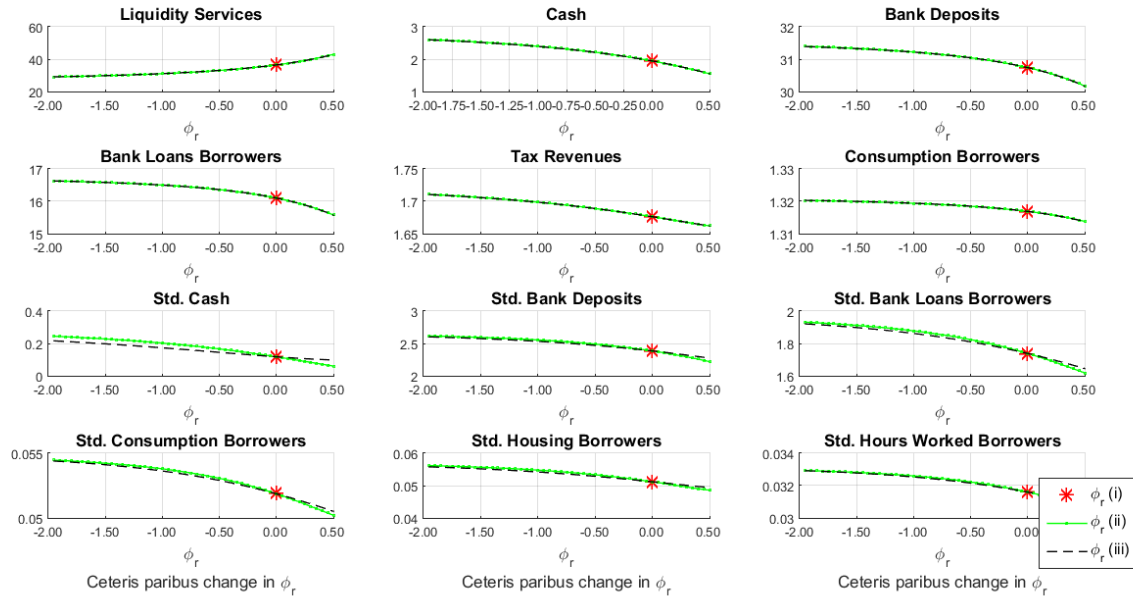 Liquidity Services
60
40
20
-2.00 -1.50 -1.00 -0.50 0.00 0.50
ϕr
Cash
3
2
1
-2.00 -1.75 -1.50 -1.25 -1.00 -0.75 -0.50 -0.25 0.00 0.50
ϕr
Bank Deposits
32
31
30
-2.00 -1.50 -1.00 -0.50 0.00 0.50
ϕr
Bank Loans Borrowers
17
16
15
-2.00 -1.50 -1.00 -0.50 0.00 0.50
ϕr
Tax Revenues
1.75
1.7
1.65
-2.00 -1.50 -1.00 -0.50 0.00 0.50
ϕr
Consumption Borrowers
1.33
1.32
1.31
-2.00 -1.50 -1.00 -0.50 0.00 0.50
ϕr
Std. Cash
0.4
0.2
0
-2.00 -1.50 -1.00 -0.50 0.00 0.50
ϕr
Std. Bank Deposits
3
2.5
2
-2.00 -1.50 -1.00 -0.50 0.00 0.50
ϕr
Std. Bank Loans Borrowers
2
1.8
1.6
-2.00 -1.50 -1.00 -0.50 0.00 0.50
ϕr
Std. Consumption Borrowers
0.055
0.05
-2.00 -1.50 -1.00 -0.50 0.00 0.50
ϕr
Ceteris paribus change in ϕr
Std. Housing Borrowers
0.06
0.05
0.04
-2.00 -1.50 -1.00 -0.50 0.00 0.50
ϕr
Ceteris paribus change in ϕr
Std. Hours Worked Borrowers
0.034
0.032
0.03
-2.00 -1.50 -1.00 -0.50 0.00
ϕr
Ceteris paribus change in ϕr
ϕr (i)
ϕr (ii)
ϕr (iii)